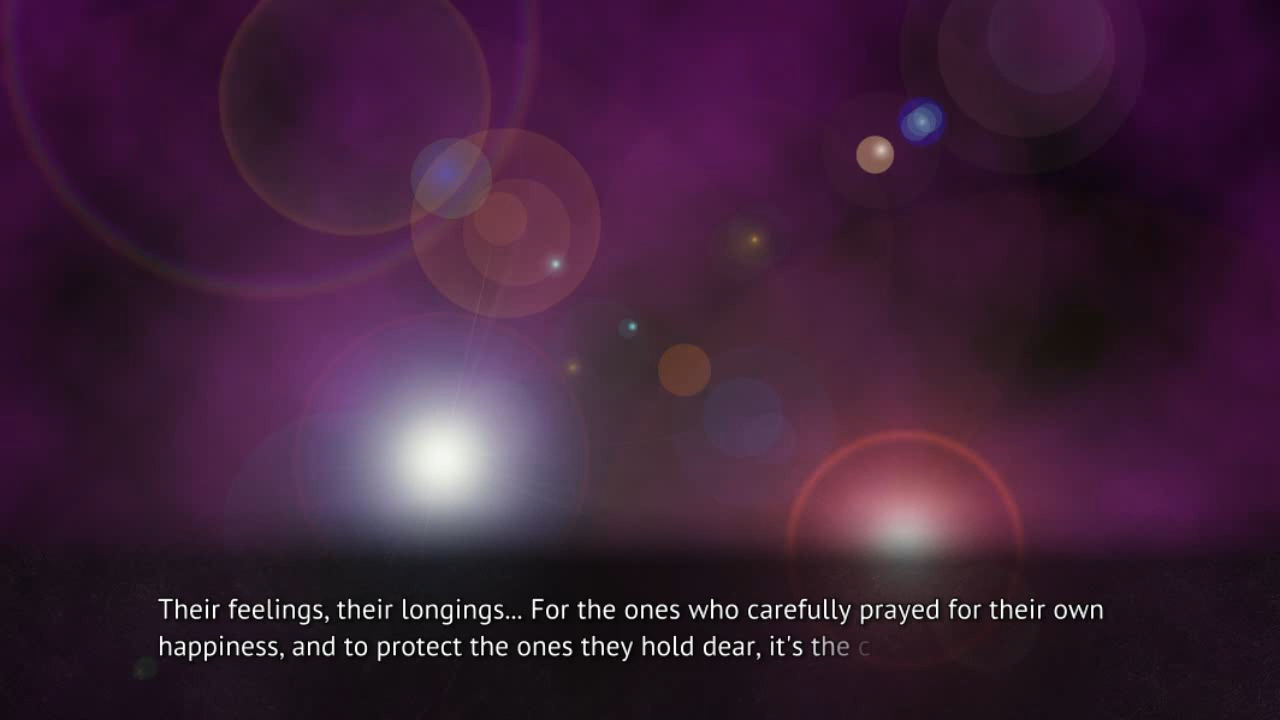 Their feelings, their longings... For the ones who carefully prayed for their own
happiness, and to protect the ones they hold dear, it's the c